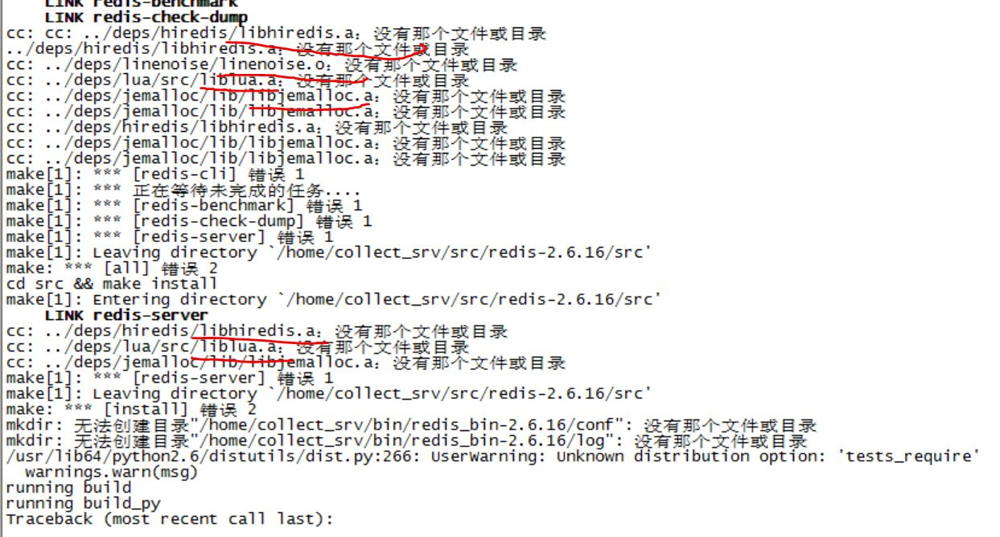 LINK redis-benchmark
LINK redis-check-dump
cc: cc: ../deps/hiredis/libhiredis.a：没有那个文件或目录
../deps/hiredis/libhiredis.a：没有那个文件或目录
cc: ../deps/linenoise/linenoise.o：没有那个文件或目录
cc: ../deps/lua/src/liblua.a：没有那个文件或目录
cc: ../deps/jemalloc/lib/libjemalloc.a：没有那个文件或目录
cc: ../deps/jemalloc/lib/libjemalloc.a：没有那个文件或目录
cc: ../deps/hiredis/libhiredis.a：没有那个文件或目录
cc: ../deps/jemalloc/lib/libjemalloc.a：没有那个文件或目录
cc: ../deps/jemalloc/lib/libjemalloc.a：没有那个文件或目录
make[1]: *** [redis-cli] 错误 1
make[1]: *** 正在等待未完成的任务....
make[1]: *** [redis-benchmark] 错误 1
make[1]: *** [redis-check-dump] 错误 1
make[1]: *** [redis-server] 错误 1
make[1]: Leaving directory `/home/collect_srv/src/redis-2.6.16/src'
make: *** [all] 错误 2
cd src && make install
make[1]: Entering directory `/home/collect_srv/src/redis-2.6.16/src'
LINK redis-server
cc: ../deps/hiredis/libhiredis.a：没有那个文件或目录
cc: ../deps/lua/src/liblua.a：没有那个文件或目录
cc: ../deps/jemalloc/lib/libjemalloc.a：没有那个文件或目录
make[1]: *** [redis-server] 错误 1
make[1]: Leaving directory `/home/collect_srv/src/redis-2.6.16/src'
make: *** [install] 错误 2
mkdir: 无法创建目录"/home/collect_srv/bin/redis_bin-2.6.16/conf": 没有那个文件或目录
mkdir: 无法创建目录"/home/collect_srv/bin/redis_bin-2.6.16/log": 没有那个文件或目录
/usr/lib64/python2.6/distutils/dist.py:266: UserWarning: Unknown distribution option: 'tests_require'
warnings.warn(msg)
running build
running build_py
Traceback (most recent call last):